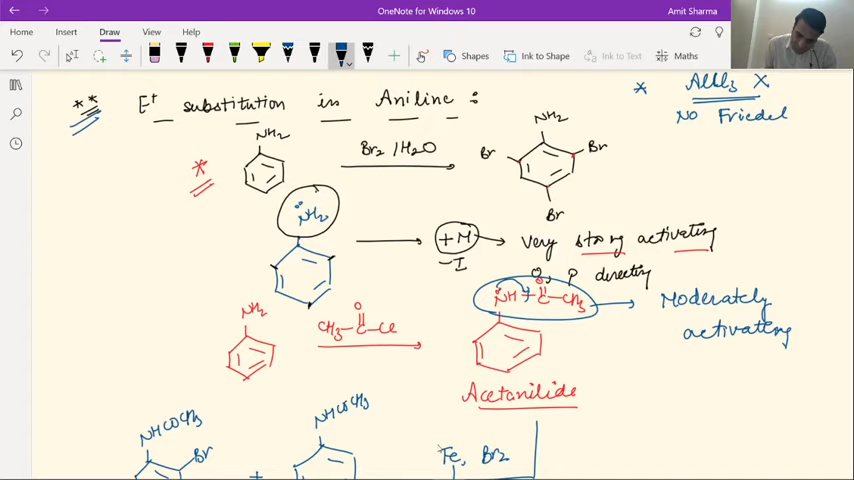 OneNote for Windows 10
Amit Sharma
Home Insert Draw View Help
Shapes Ink to Shape Ink to Text Maths
** E+ substitution in Aniline :
* AlCl3 X
No Friedel
NH2
Br2 /H2O
NH2
Br Br
Br
*
NH2
+M
-I
very strong activating
O, P directing
NH2
CH3-C-Cl
O
NH-C-CH3
O
Moderately
activating
Acetanilide
NHCOCH3
Br
+
NHCOCH3
Fe, Br2